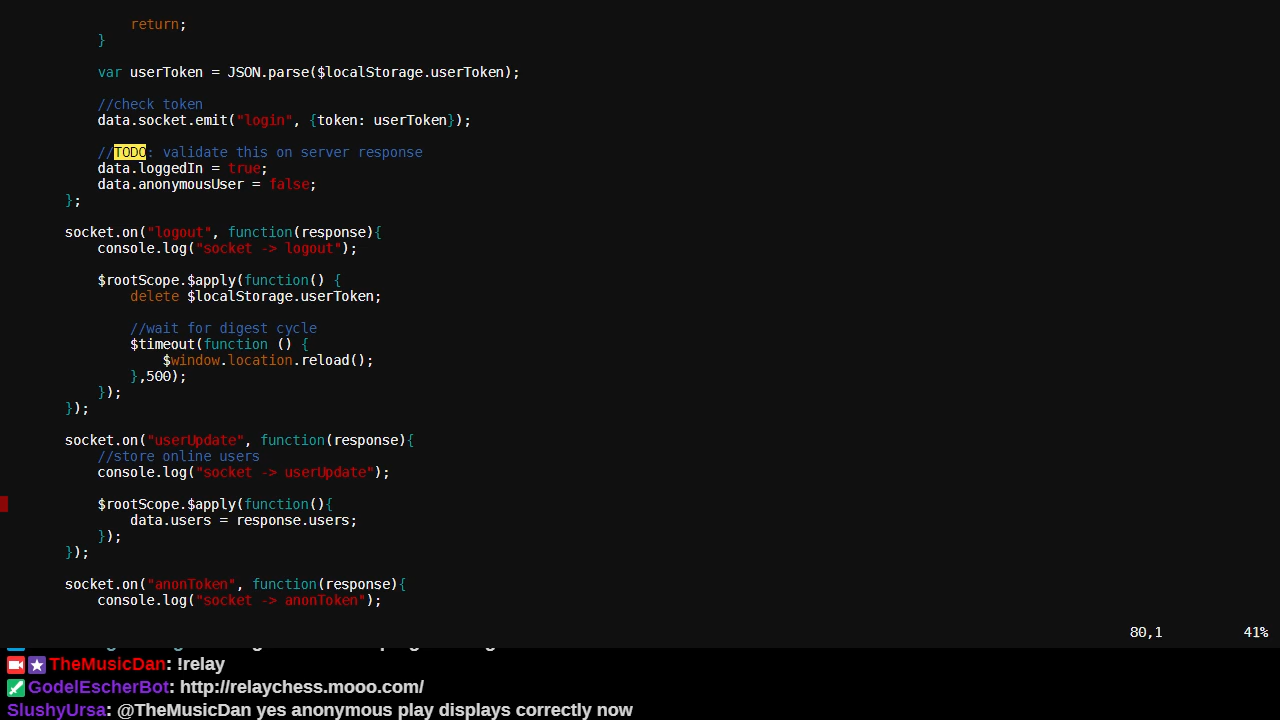 return;
}
var userToken = JSON.parse($localStorage.userToken);
//check token
data.socket.emit("login", {token: userToken});
//TODO: validate this on server response
data.loggedIn = true;
data.anonymousUser = false;
};
socket.on("logout", function(response){
console.log("socket -> logout");
$rootScope.$apply(function() {
delete $localStorage.userToken;
//wait for digest cycle
$timeout(function () {
$window.location.reload();
},500);
});
});
socket.on("userUpdate", function(response){
//store online users
console.log("socket -> userUpdate");
$rootScope.$apply(function(){
data.users = response.users;
});
});
socket.on("anonToken", function(response){
console.log("socket -> anonToken");
80,1 41%
TheMusicDan: !relay
GodelEscherBot: http://relaychess.mooo.com/
SlushyUrsa: @TheMusicDan yes anonymous play displays correctly now